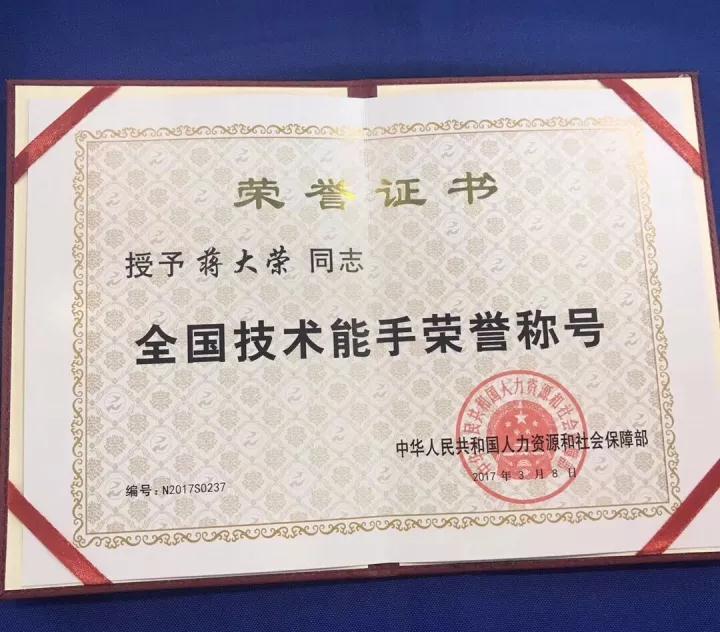 荣誉证书
授予 蒋大荣 同志
全国技术能手荣誉称号
中华人民共和国人力资源和社会保障部
2017 年 3 月 8 日
编号：N2017S0237